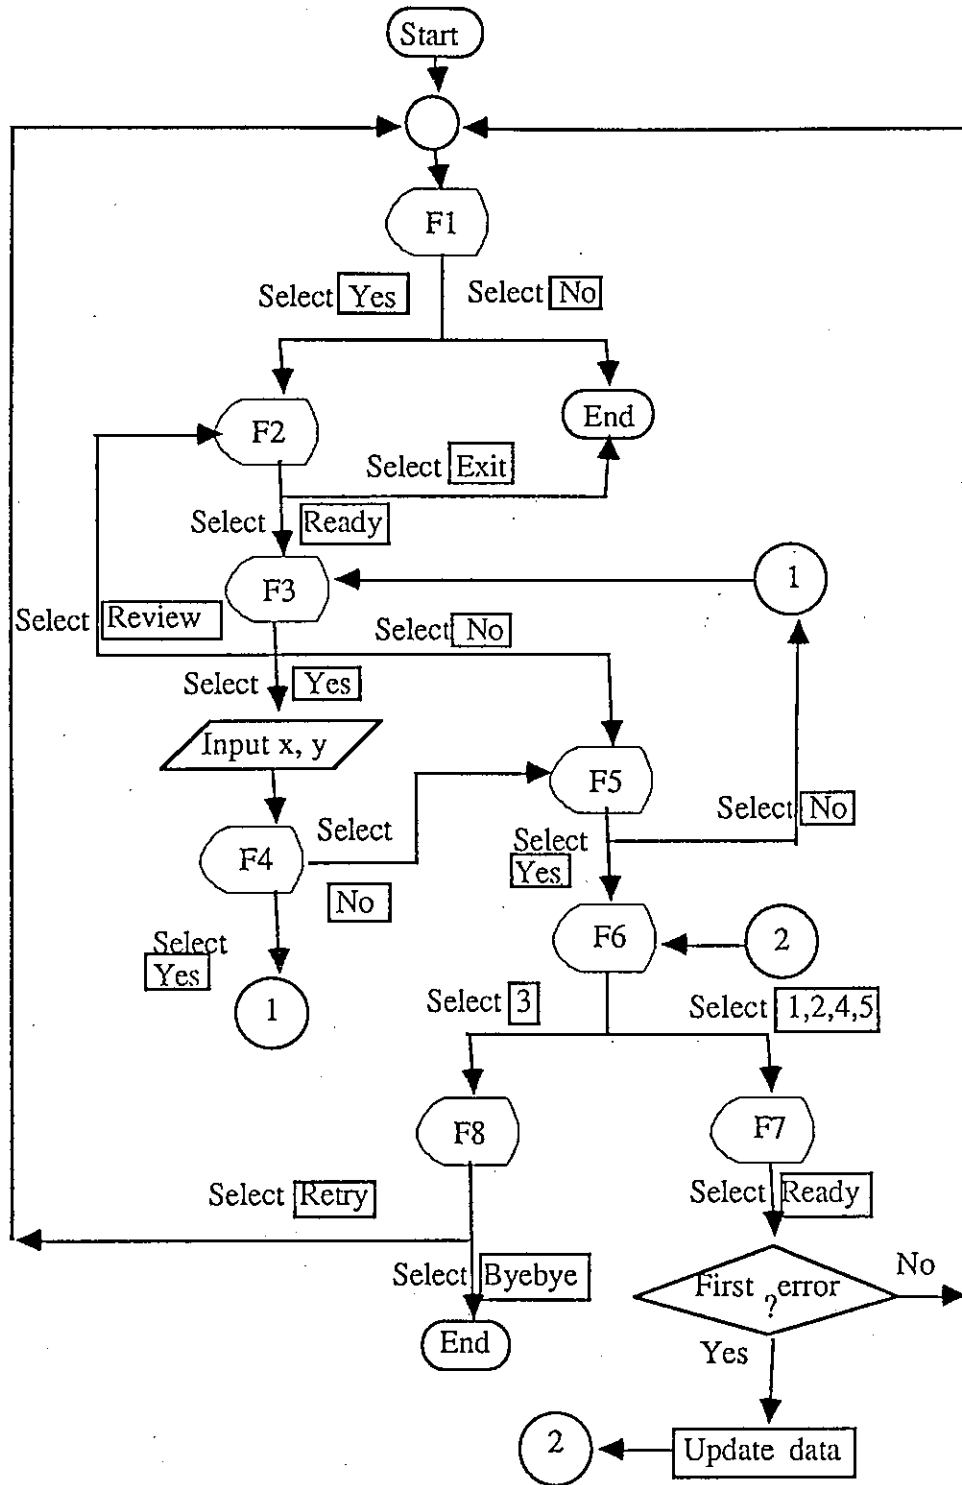 Start
F1
Select Yes
Select No
F2
End
Select Exit
Select Ready
F3
1
Select Review
Select No
Select Yes
Input x, y
F5
Select No
F4
Select
No
Select
Yes
F6
2
Select
Yes
1
Select 3
Select 1,2,4,5
F8
F7
Select Retry
Select Ready
Select Byebye
First error
?
No
End
Yes
2
Update data